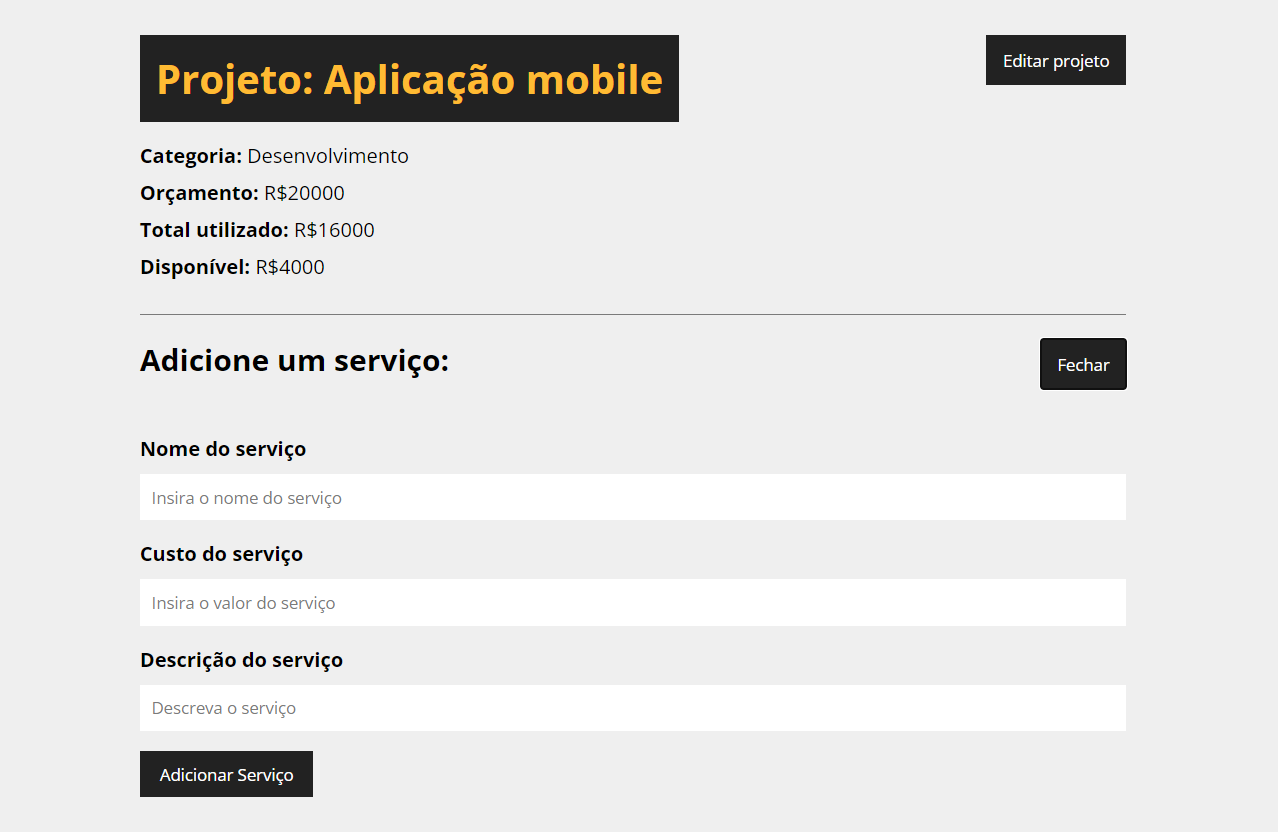 Projeto: Aplicação mobile
Editar projeto
Categoria: Desenvolvimento
Orçamento: R$20000
Total utilizado: R$16000
Disponível: R$4000
Adicione um serviço:
Fechar
Nome do serviço
Insira o nome do serviço
Custo do serviço
Insira o valor do serviço
Descrição do serviço
Descreva o serviço
Adicionar Serviço